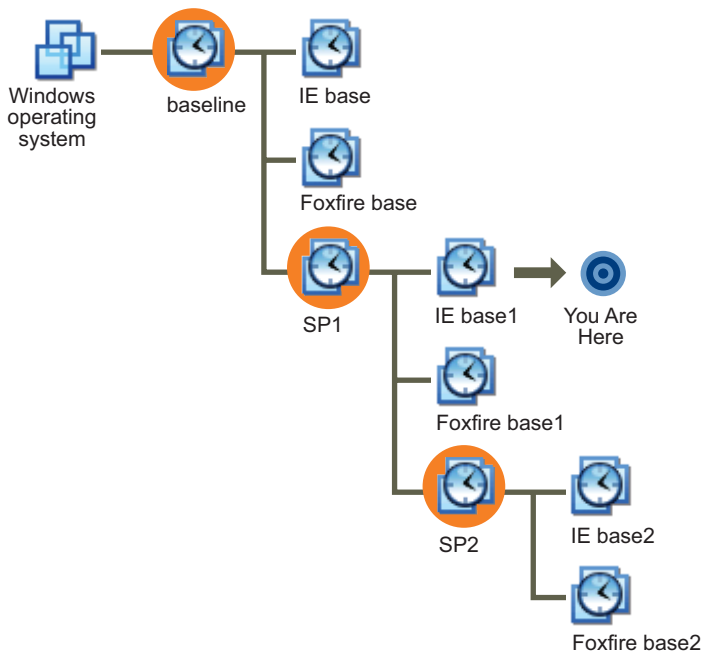 Windows
operating
system
baseline
IE base
Foxfire base
SP1
IE base1
You Are
Here
Foxfire base1
SP2
IE base2
Foxfire base2